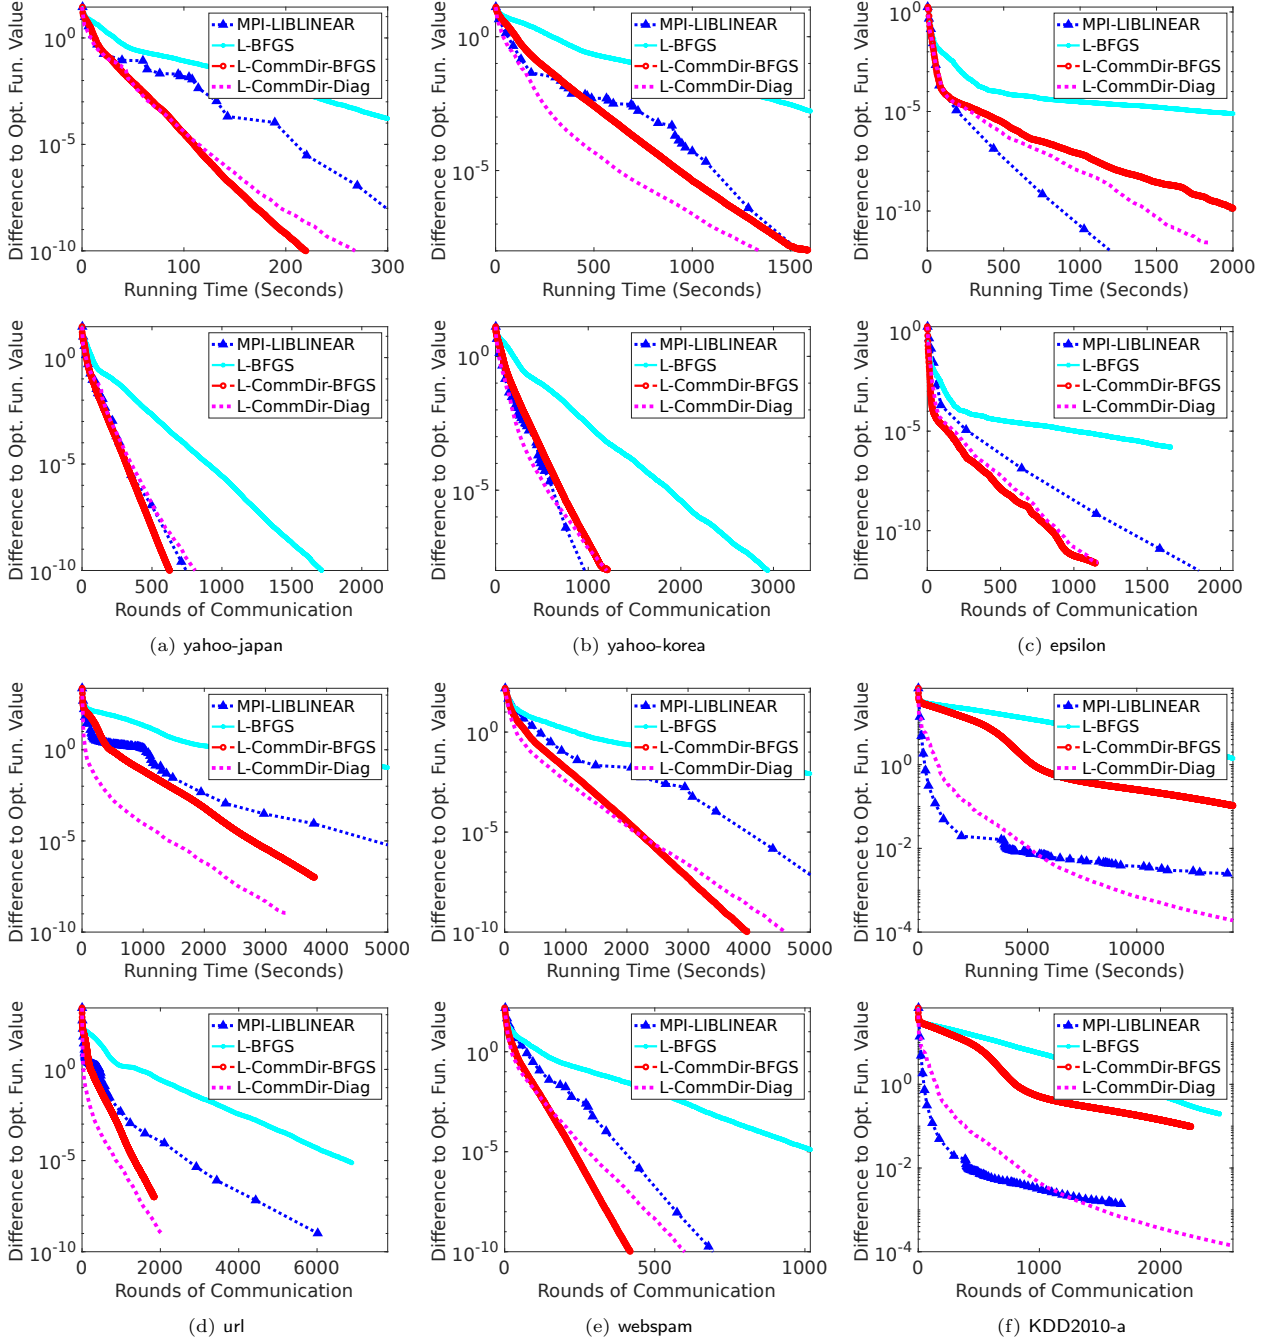 Difference to Opt. Fun. Value
10^0
10^-5
10^-10
0 100 200 300
Running Time (Seconds)
MPI-LIBLINEAR
L-BFGS
L-CommDir-BFGS
L-CommDir-Diag
Difference to Opt. Fun. Value
10^0
10^-5
0 500 1000 1500
Running Time (Seconds)
MPI-LIBLINEAR
L-BFGS
L-CommDir-BFGS
L-CommDir-Diag
Difference to Opt. Fun. Value
10^0
10^-5
10^-10
0 500 1000 1500 2000
Running Time (Seconds)
MPI-LIBLINEAR
L-BFGS
L-CommDir-BFGS
L-CommDir-Diag
Difference to Opt. Fun. Value
10^0
10^-5
10^-10
0 500 1000 1500 2000
Rounds of Communication
MPI-LIBLINEAR
L-BFGS
L-CommDir-BFGS
L-CommDir-Diag
(a) yahoo-japan
Difference to Opt. Fun. Value
10^0
10^-5
0 1000 2000 3000
Rounds of Communication
MPI-LIBLINEAR
L-BFGS
L-CommDir-BFGS
L-CommDir-Diag
(b) yahoo-korea
Difference to Opt. Fun. Value
10^0
10^-5
10^-10
0 500 1000 1500 2000
Rounds of Communication
MPI-LIBLINEAR
L-BFGS
L-CommDir-BFGS
L-CommDir-Diag
(c) epsilon
Difference to Opt. Fun. Value
10^0
10^-5
10^-10
0 1000 2000 3000 4000 5000
Running Time (Seconds)
MPI-LIBLINEAR
L-BFGS
L-CommDir-BFGS
L-CommDir-Diag
Difference to Opt. Fun. Value
10^0
10^-5
10^-10
0 1000 2000 3000 4000 5000
Running Time (Seconds)
MPI-LIBLINEAR
L-BFGS
L-CommDir-BFGS
L-CommDir-Diag
Difference to Opt. Fun. Value
10^0
10^-2
10^-4
0 5000 10000
Running Time (Seconds)
MPI-LIBLINEAR
L-BFGS
L-CommDir-BFGS
L-CommDir-Diag
Difference to Opt. Fun. Value
10^0
10^-5
10^-10
0 2000 4000 6000
Rounds of Communication
MPI-LIBLINEAR
L-BFGS
L-CommDir-BFGS
L-CommDir-Diag
(d) url
Difference to Opt. Fun. Value
10^0
10^-5
10^-10
0 500 1000
Rounds of Communication
MPI-LIBLINEAR
L-BFGS
L-CommDir-BFGS
L-CommDir-Diag
(e) webspam
Difference to Opt. Fun. Value
10^0
10^-2
10^-4
0 1000 2000
Rounds of Communication
MPI-LIBLINEAR
L-BFGS
L-CommDir-BFGS
L-CommDir-Diag
(f) KDD2010-a